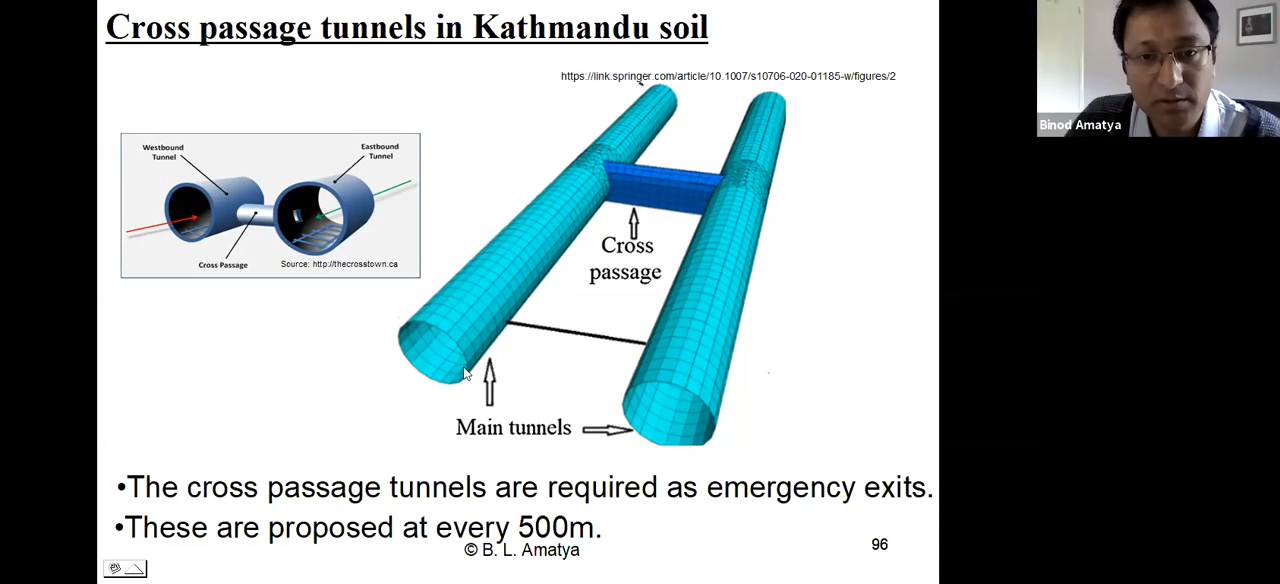 Cross passage tunnels in Kathmandu soil
https://link.springer.com/article/10.1007/s10706-020-01185-w/figures/2
Binod Amatya
Westbound
Tunnel
Eastbound
Tunnel
Cross Passage
Source: http://thecrosstown.ca
Cross
passage
Main tunnels
•The cross passage tunnels are required as emergency exits.
•These are proposed at every 500m.
© B. L. Amatya
96